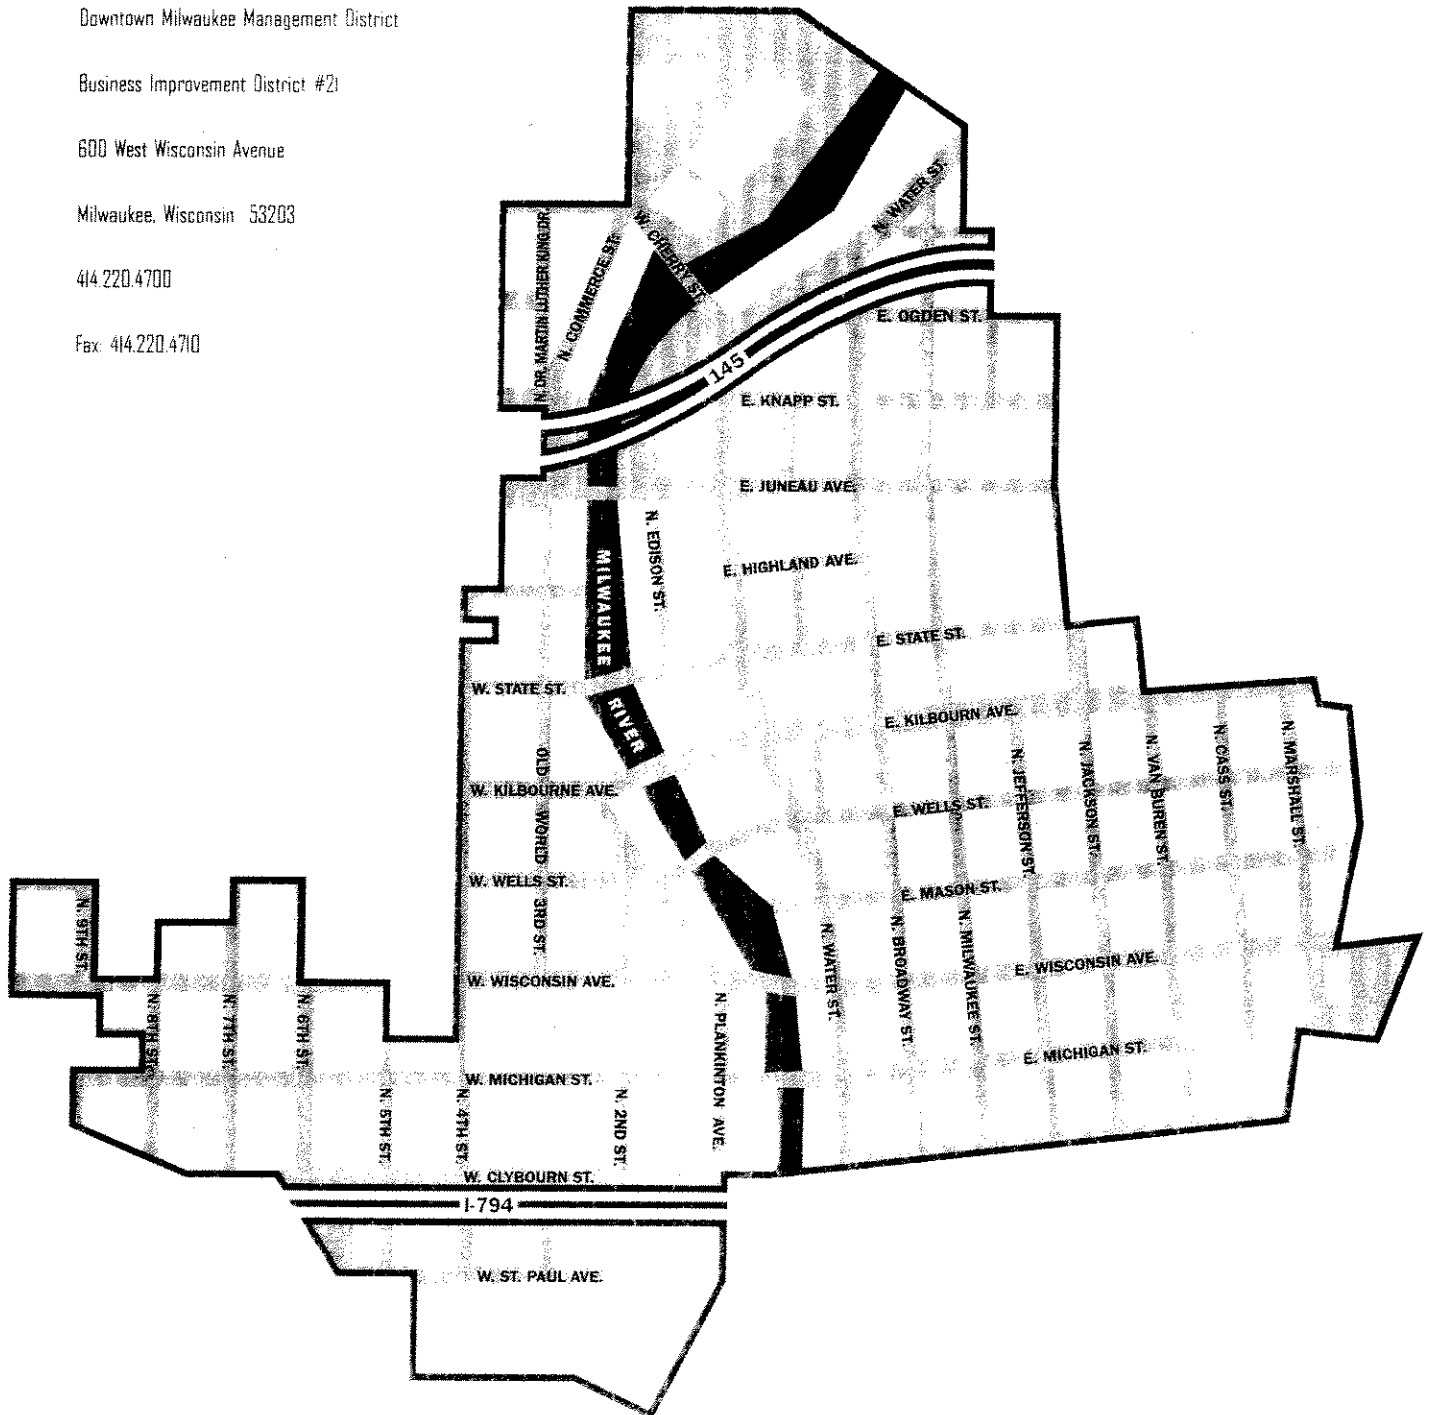 Downtown Milwaukee Management District
Business Improvement District #21
600 West Wisconsin Avenue
Milwaukee, Wisconsin 53203
414.220.4700
Fax: 414.220.4710
N. WATER ST.
W. CHERRY ST.
N. DR. MARTIN LUTHER KING DR.
N. COMMERCE ST.
E. OGDEN ST.
145
E. KNAPP ST.
E. JUNEAU AVE.
N. EDISON ST.
E. HIGHLAND AVE.
MILWAUKEE RIVER
E. STATE ST.
W. STATE ST.
E. KILBOURN AVE.
N. JEFFERSON ST.
N. JACKSON ST.
N. VAN BUREN ST.
N. CASS ST.
N. MARSHALL ST.
OLD WORLD 3RD ST.
W. KILBOURNE AVE.
E. WELLS ST.
W. WELLS ST.
E. MASON ST.
N. 9TH ST.
N. WATER ST.
N. BROADWAY ST.
N. MILWAUKEE ST.
E. WISCONSIN AVE.
W. WISCONSIN AVE.
N. 8TH ST.
N. 7TH ST.
N. 6TH ST.
N. PLANKINTON AVE.
E. MICHIGAN ST.
W. MICHIGAN ST.
N. 5TH ST.
N. 4TH ST.
N. 2ND ST.
W. CLYBOURN ST.
I-794
W. ST. PAUL AVE.